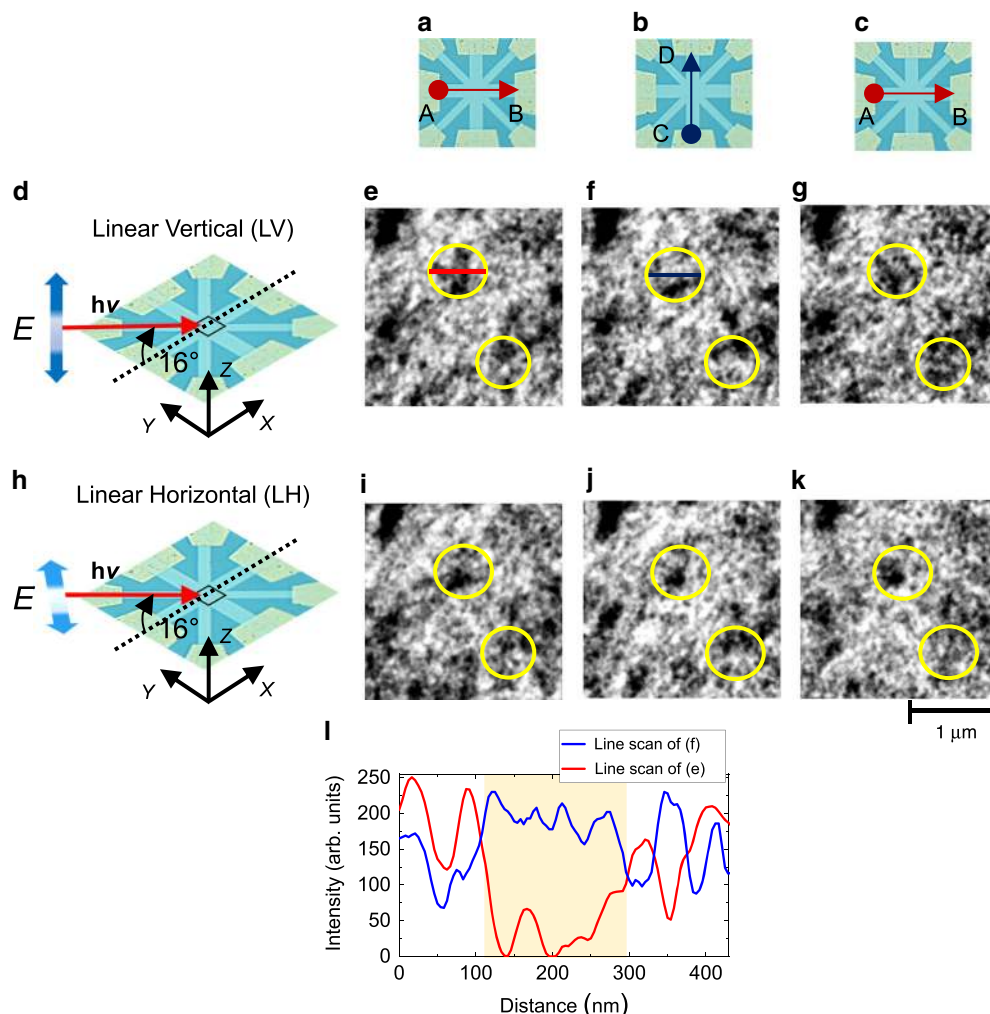 a
b
c
A
B
D
C
A
B
d
Linear Vertical (LV)
E
hν
16°
Z
Y
X
e
f
g
h
Linear Horizontal (LH)
E
hν
16°
Z
Y
X
i
j
k
1 μm
l
Line scan of (f)
Line scan of (e)
Intensity (arb. units)
250
200
150
100
50
0
0
100
200
300
400
Distance (nm)